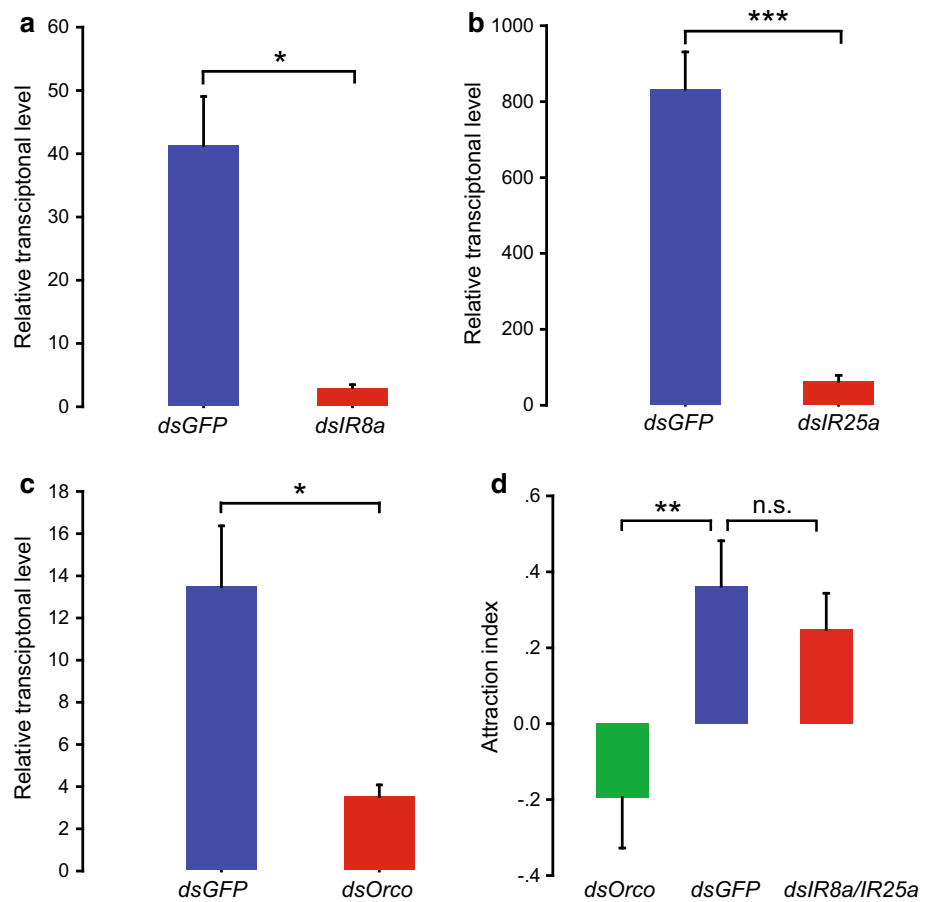 a
60
50
40
30
20
10
0
Relative transciptonal level
*
dsGFP
dsIR8a
b
1000
800
600
400
200
0
Relative transciptonal level
***
dsGFP
dsIR25a
c
18
16
14
12
10
8
6
4
2
0
Relative transciptonal level
*
dsGFP
dsOrco
d
.6
.4
.2
0.0
-.2
-.4
Attraction index
**
n.s.
dsOrco
dsGFP
dsIR8a/IR25a